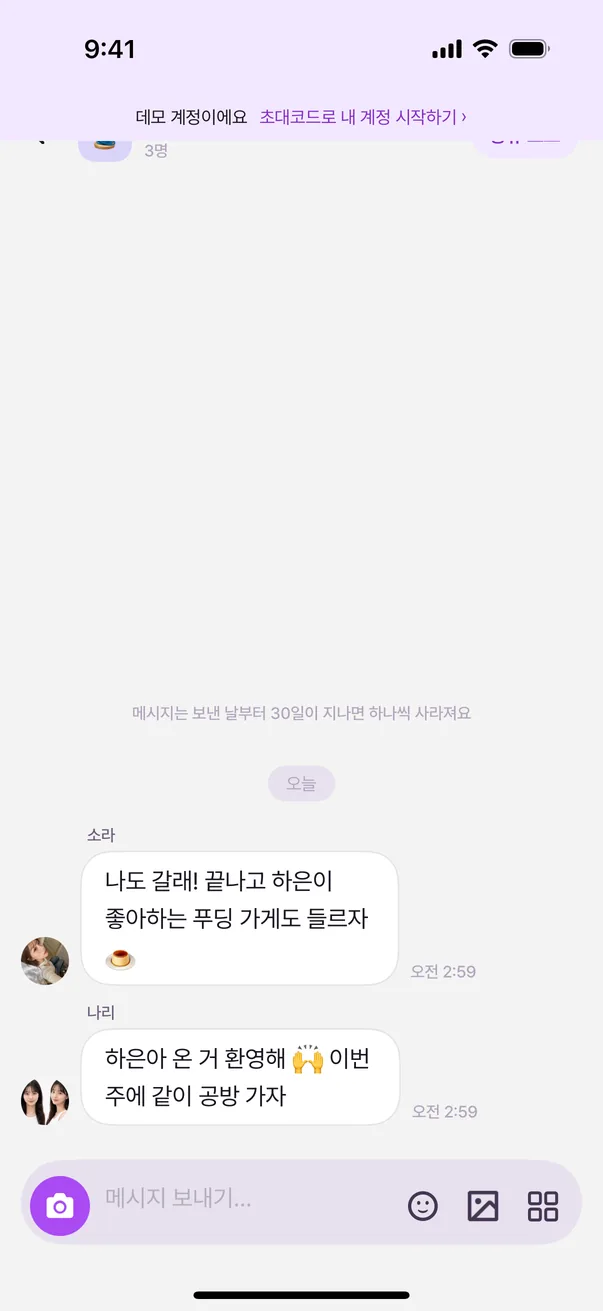 9:41
데모 계정이에요 초대코드로 내 계정 시작하기 ›
3명
메시지는 보낸 날부터 30일이 지나면 하나씩 사라져요
오늘
소라
나도 갈래! 끝나고 하은이
좋아하는 푸딩 가게도 들르자
🍮
오전 2:59
나리
하은아 온 거 환영해 🙌 이번
주에 같이 공방 가자
오전 2:59
메시지 보내기...